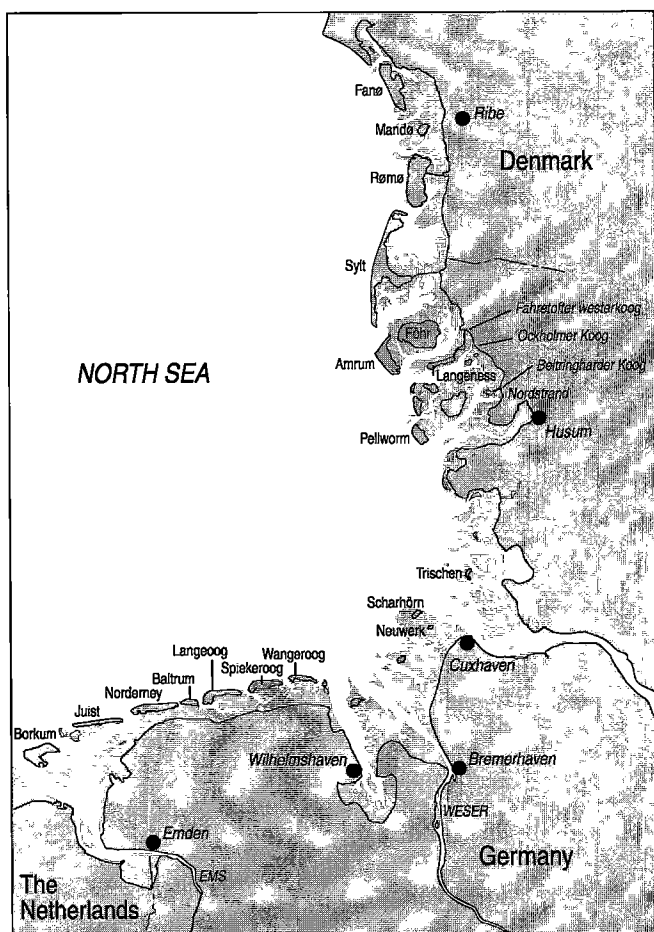 Fanø
Ribe
Mandø
Denmark
Rømø
Sylt
Fahretofter westerkoog
Föhr
Ockholmer Koog
NORTH SEA
Amrum
Langeness
Beltringharder Koog
Nordstrand
Husum
Pellworm
Trischen
Scharhörn
Neuwerk
Cuxhaven
Langeoog
Wangeroog
Spiekeroog
Baltrum
Norderney
Juist
Borkum
Wilhelmshaven
Bremerhaven
WESER
Emden
Germany
EMS
The
Netherlands